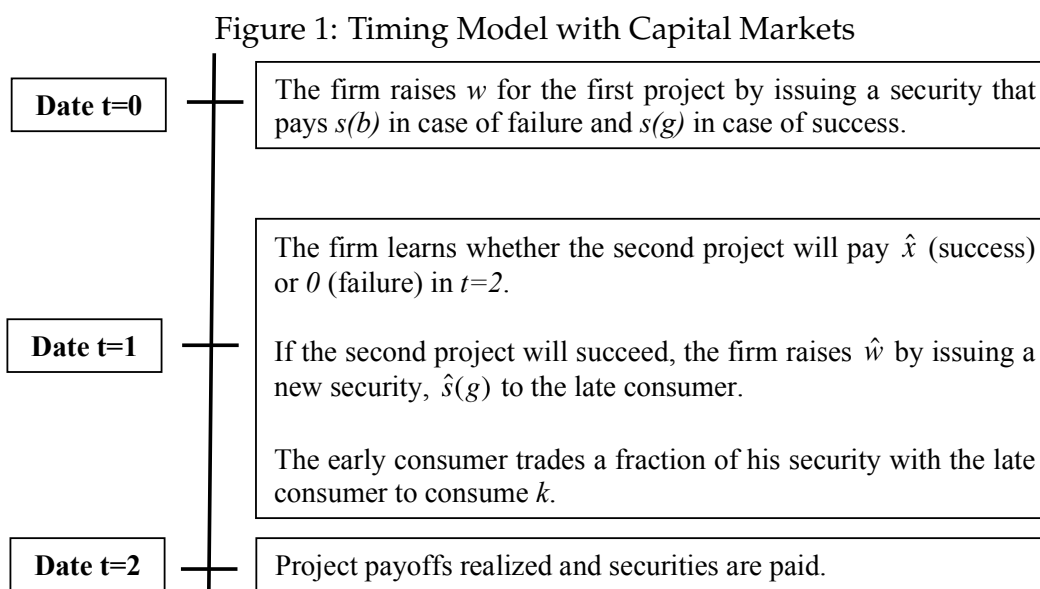 Figure 1: Timing Model with Capital Markets
Date t=0
The firm raises w for the first project by issuing a security that
pays s(b) in case of failure and s(g) in case of success.
Date t=1
The firm learns whether the second project will pay x̂ (success)
or 0 (failure) in t=2.
If the second project will succeed, the firm raises ŵ by issuing a
new security, ŝ(g) to the late consumer.
The early consumer trades a fraction of his security with the late
consumer to consume k.
Date t=2
Project payoffs realized and securities are paid.